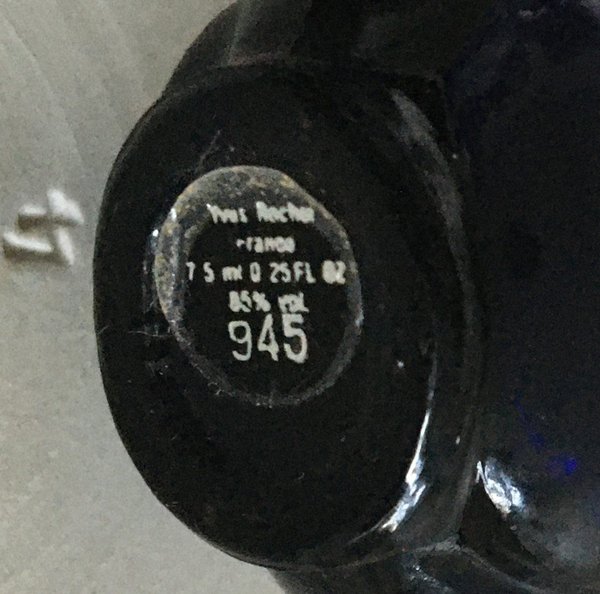 Yves Rocher
France
7 5 ml 0 25 FL OZ
85% vol
945